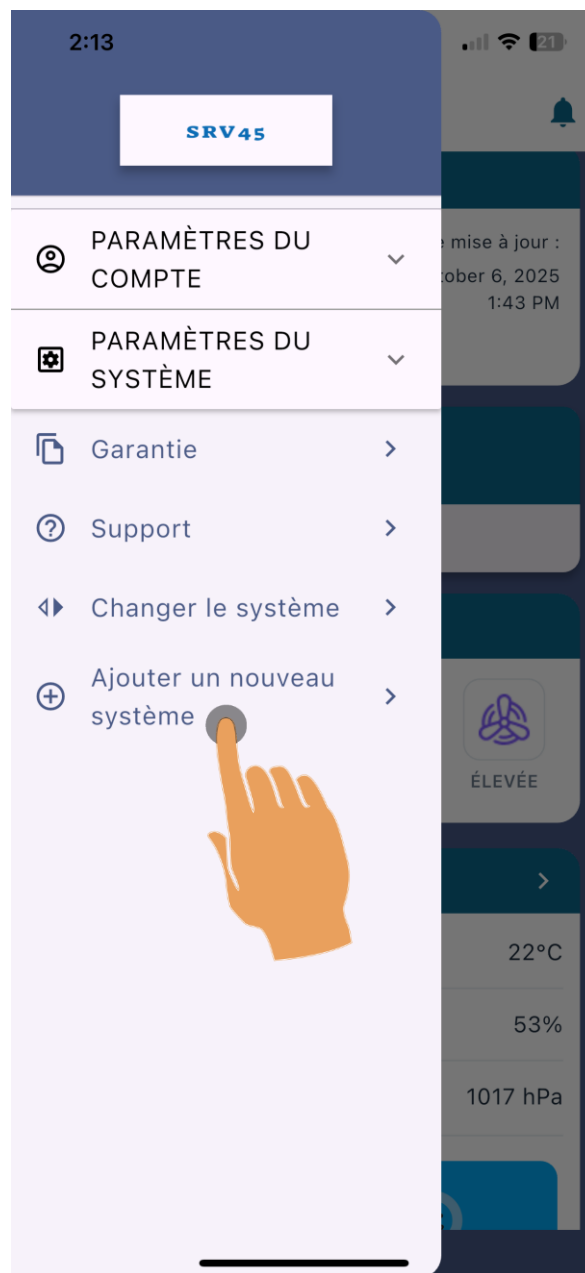 2:13
21
SRV45
PARAMÈTRES DU
COMPTE
PARAMÈTRES DU
SYSTÈME
Garantie
Support
Changer le système
Ajouter un nouveau
système
mise à jour :
ober 6, 2025
1:43 PM
ÉLEVÉE
22°C
53%
1017 hPa